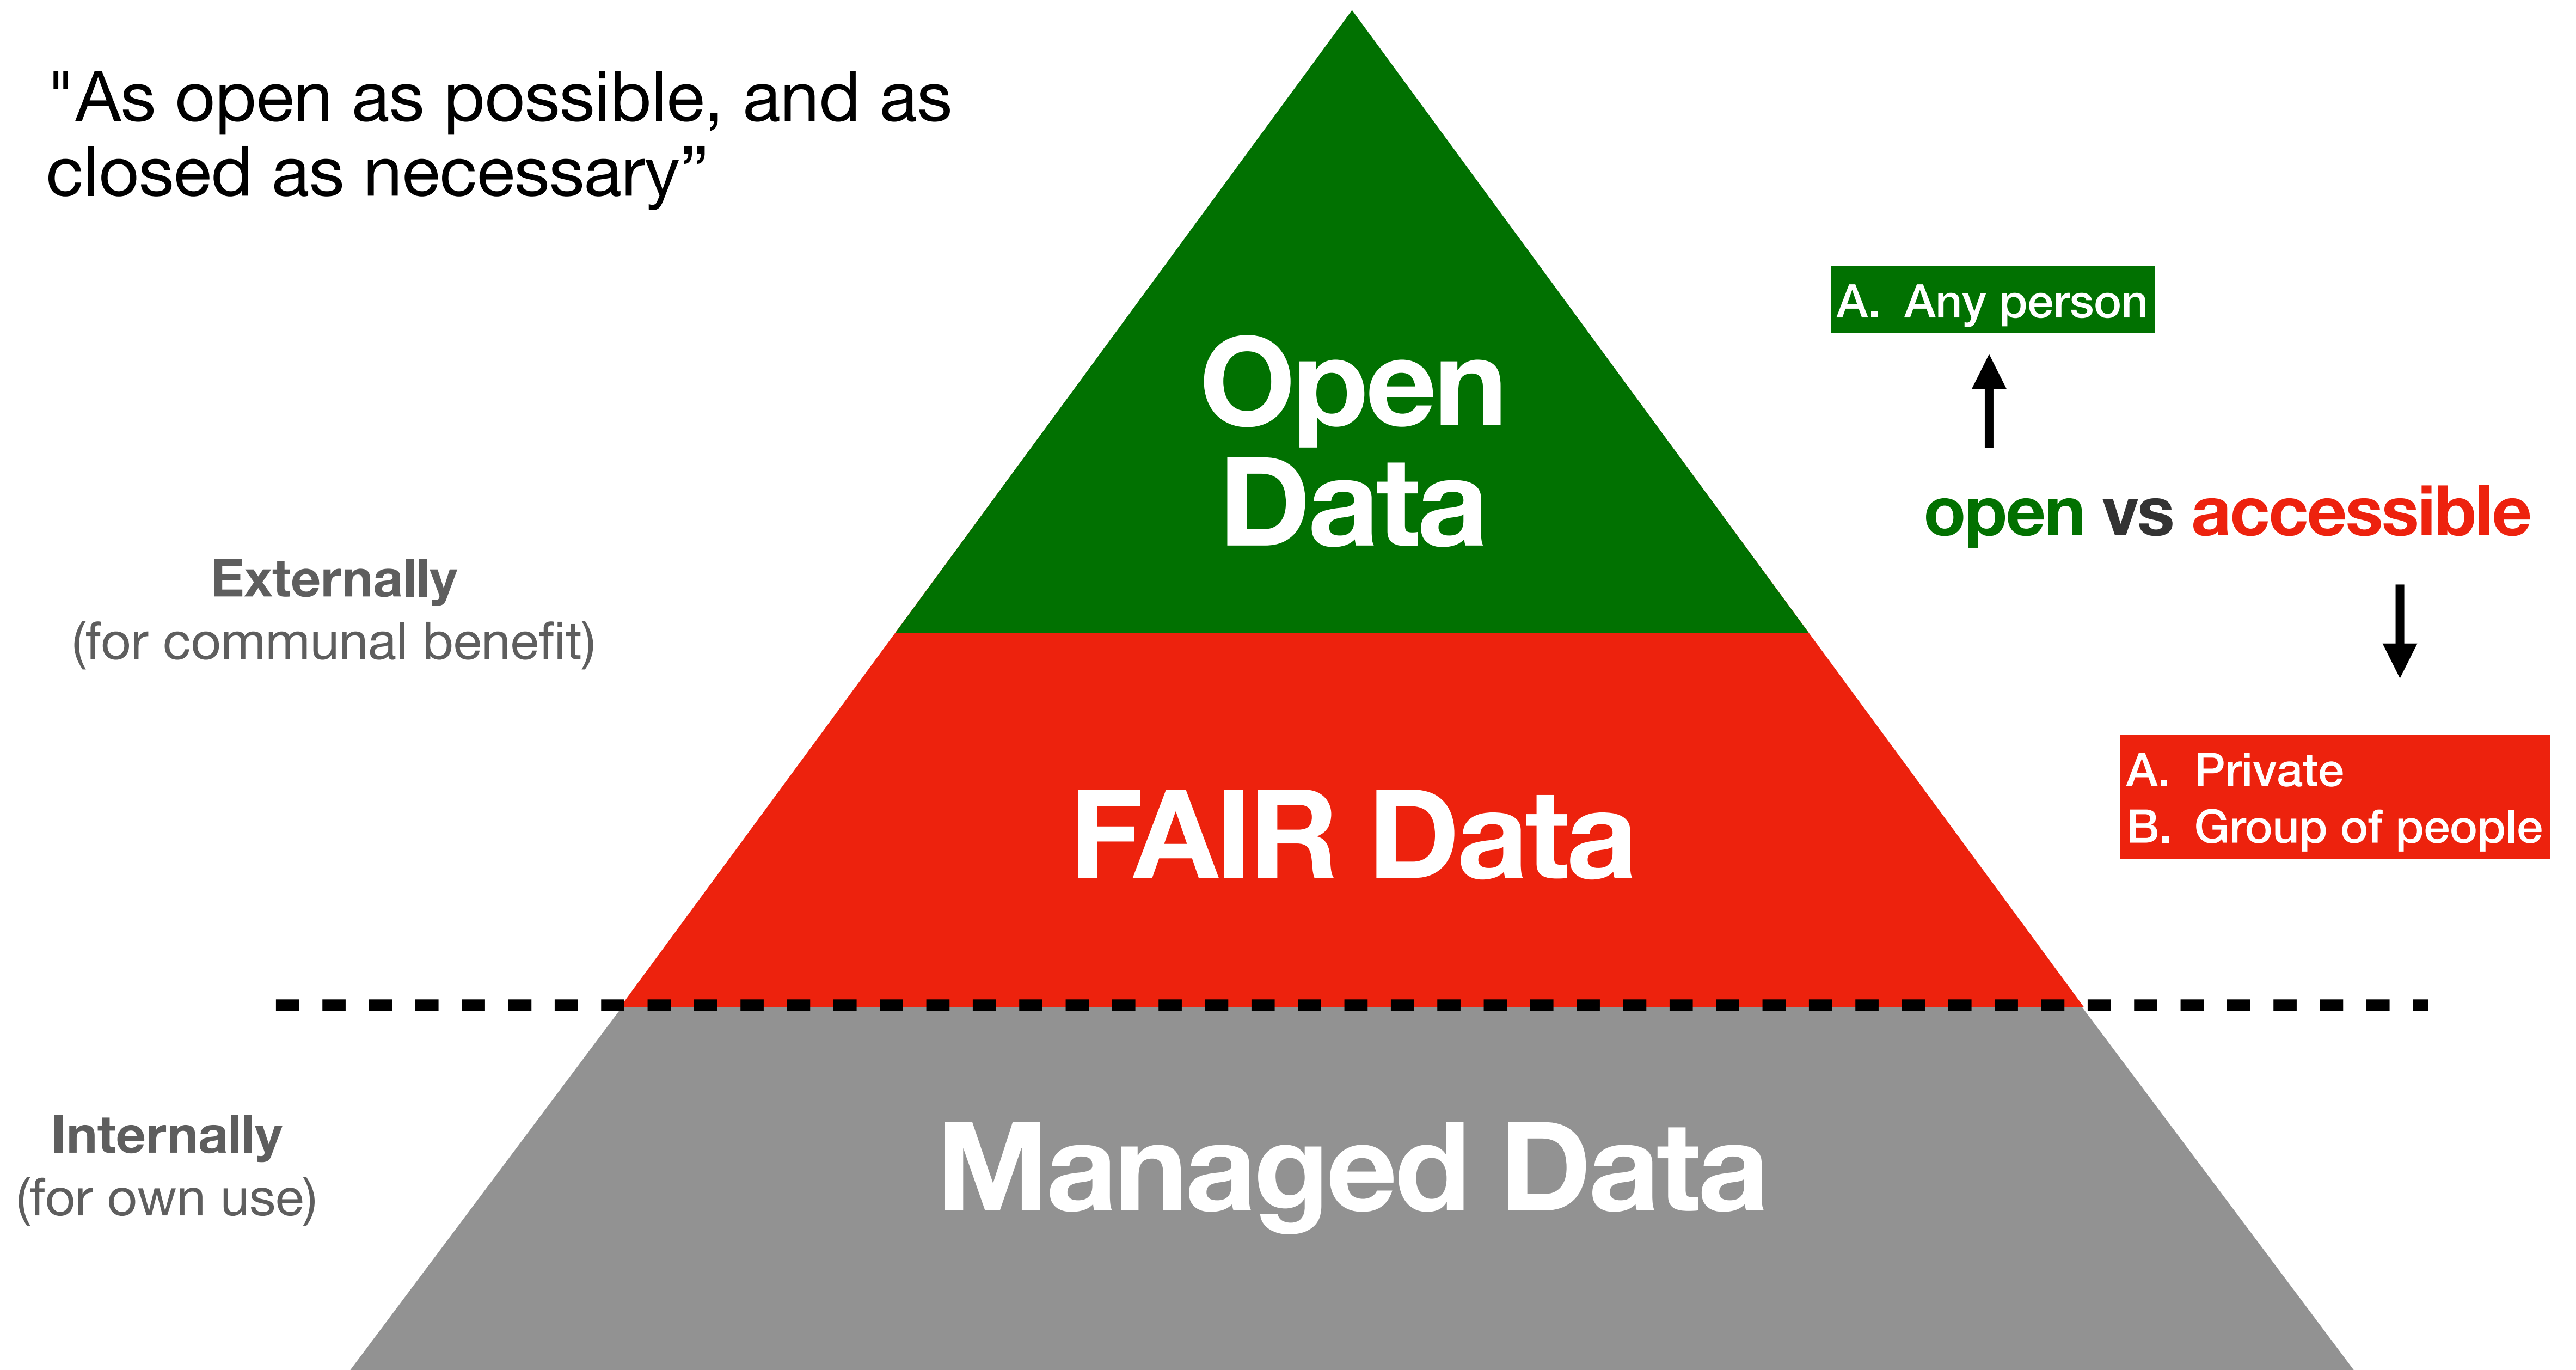 "As open as possible, and as
closed as necessary”
Open
Data
A. Any person
open vs accessible
Externally
(for communal benefit)
FAIR Data
A. Private
B. Group of people
Internally
(for own use)
Managed Data